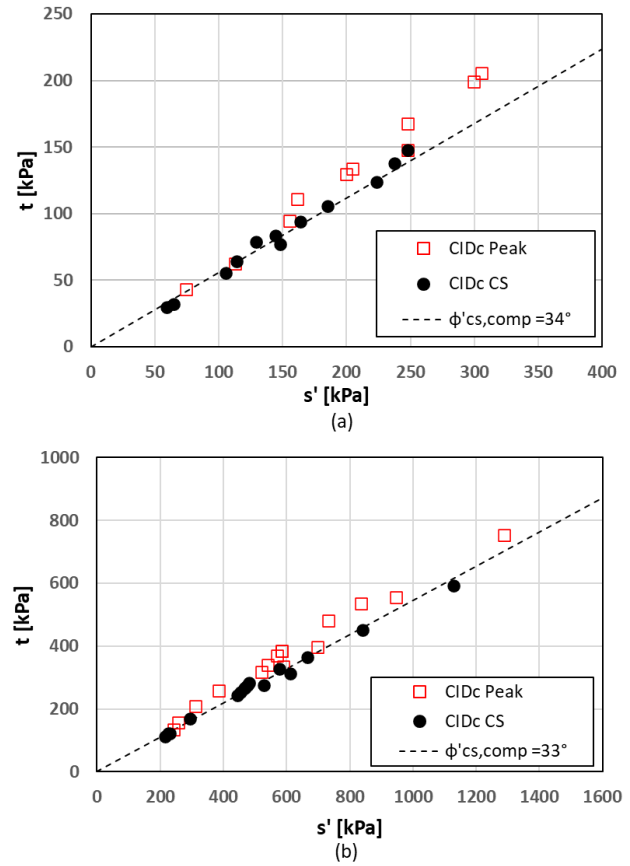 250
200
150
100
50
0
t [kPa]
CIDc Peak
CIDc CS
ϕ'cs,comp =34°
0 50 100 150 200 250 300 350 400
s' [kPa]
(a)
1000
800
600
400
200
0
t [kPa]
CIDc Peak
CIDc CS
ϕ'cs,comp =33°
0 200 400 600 800 1000 1200 1400 1600
s' [kPa]
(b)